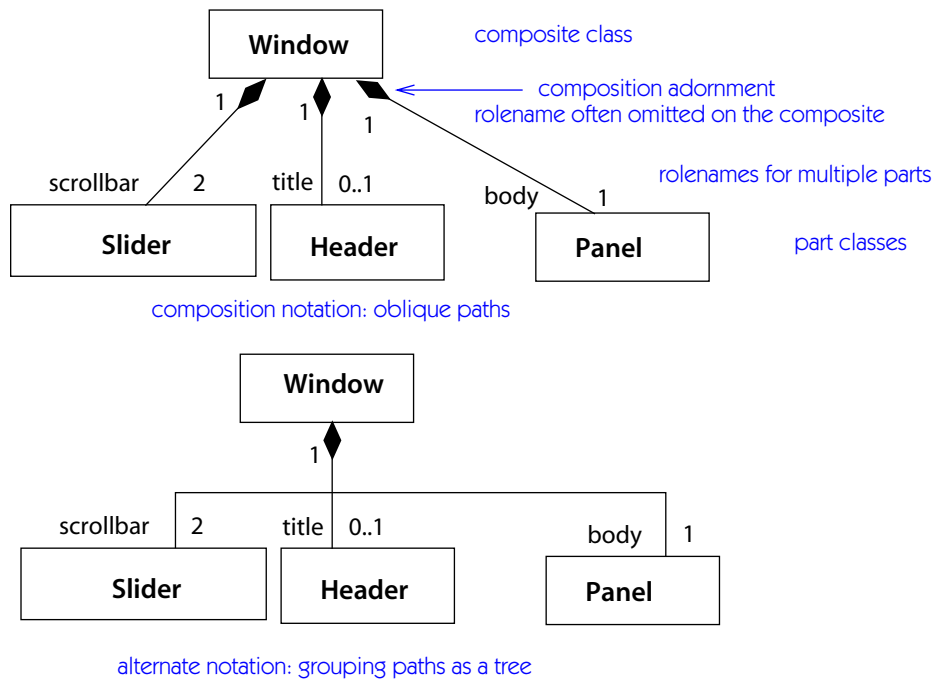 Window
composite class
composition adornment
rolename often omitted on the composite
1
1
1
scrollbar
2
title
0..1
body
1
rolenames for multiple parts
Slider
Header
Panel
part classes
composition notation: oblique paths
Window
1
scrollbar
2
title
0..1
body
1
Slider
Header
Panel
alternate notation: grouping paths as a tree